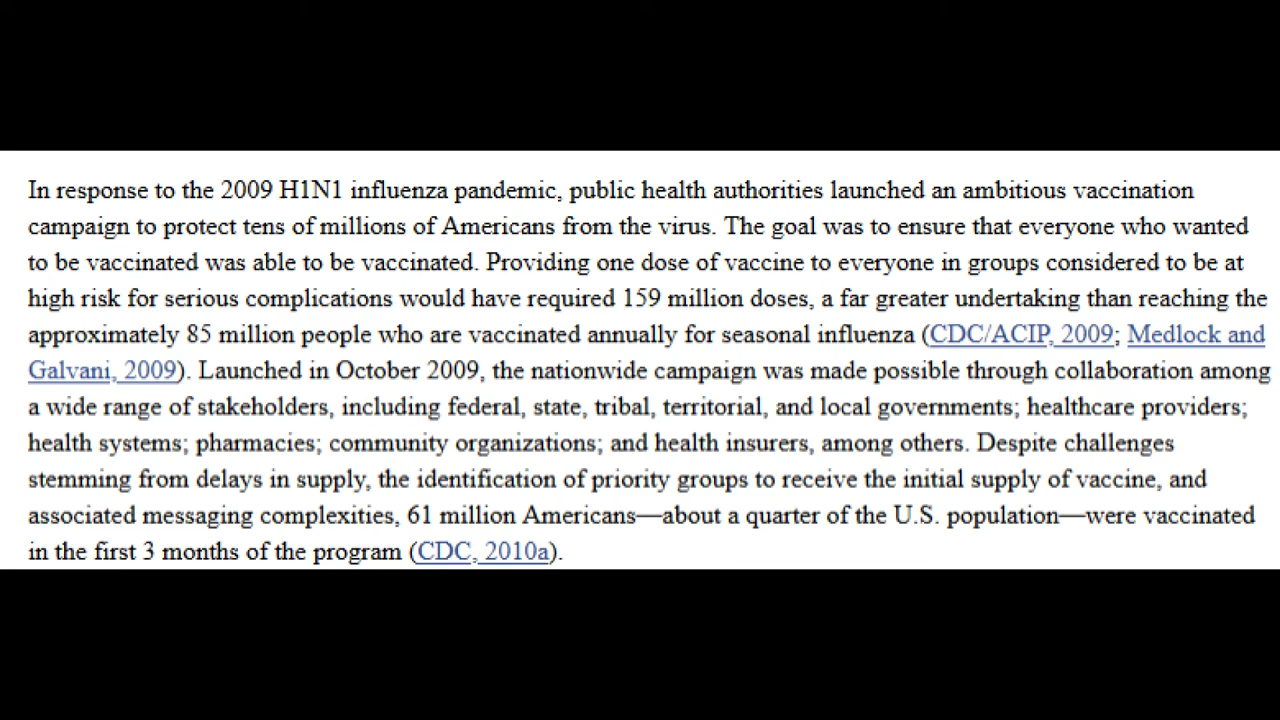 In response to the 2009 H1N1 influenza pandemic, public health authorities launched an ambitious vaccination
campaign to protect tens of millions of Americans from the virus. The goal was to ensure that everyone who wanted
to be vaccinated was able to be vaccinated. Providing one dose of vaccine to everyone in groups considered to be at
high risk for serious complications would have required 159 million doses, a far greater undertaking than reaching the
approximately 85 million people who are vaccinated annually for seasonal influenza (CDC/ACIP, 2009; Medlock and
Galvani, 2009). Launched in October 2009, the nationwide campaign was made possible through collaboration among
a wide range of stakeholders, including federal, state, tribal, territorial, and local governments; healthcare providers;
health systems; pharmacies; community organizations; and health insurers, among others. Despite challenges
stemming from delays in supply, the identification of priority groups to receive the initial supply of vaccine, and
associated messaging complexities, 61 million Americans—about a quarter of the U.S. population—were vaccinated
in the first 3 months of the program (CDC, 2010a).